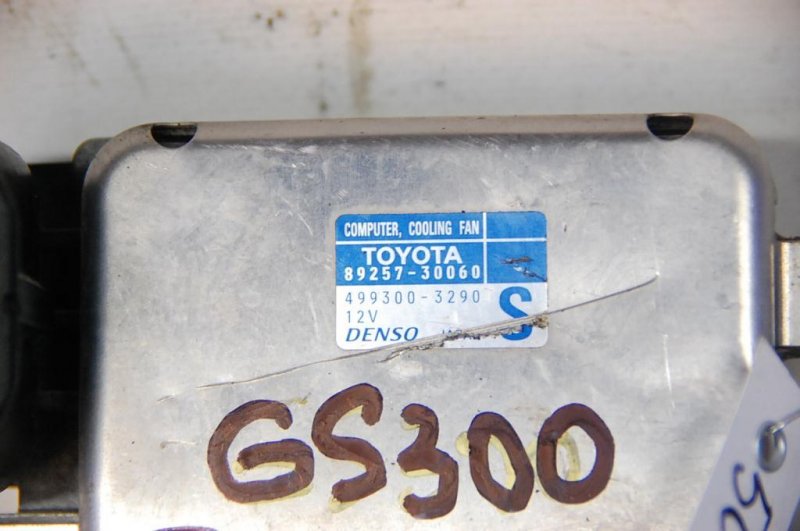 COMPUTER, COOLING FAN
TOYOTA
89257-30060
499300-3290
12V
S
DENSO
GS300